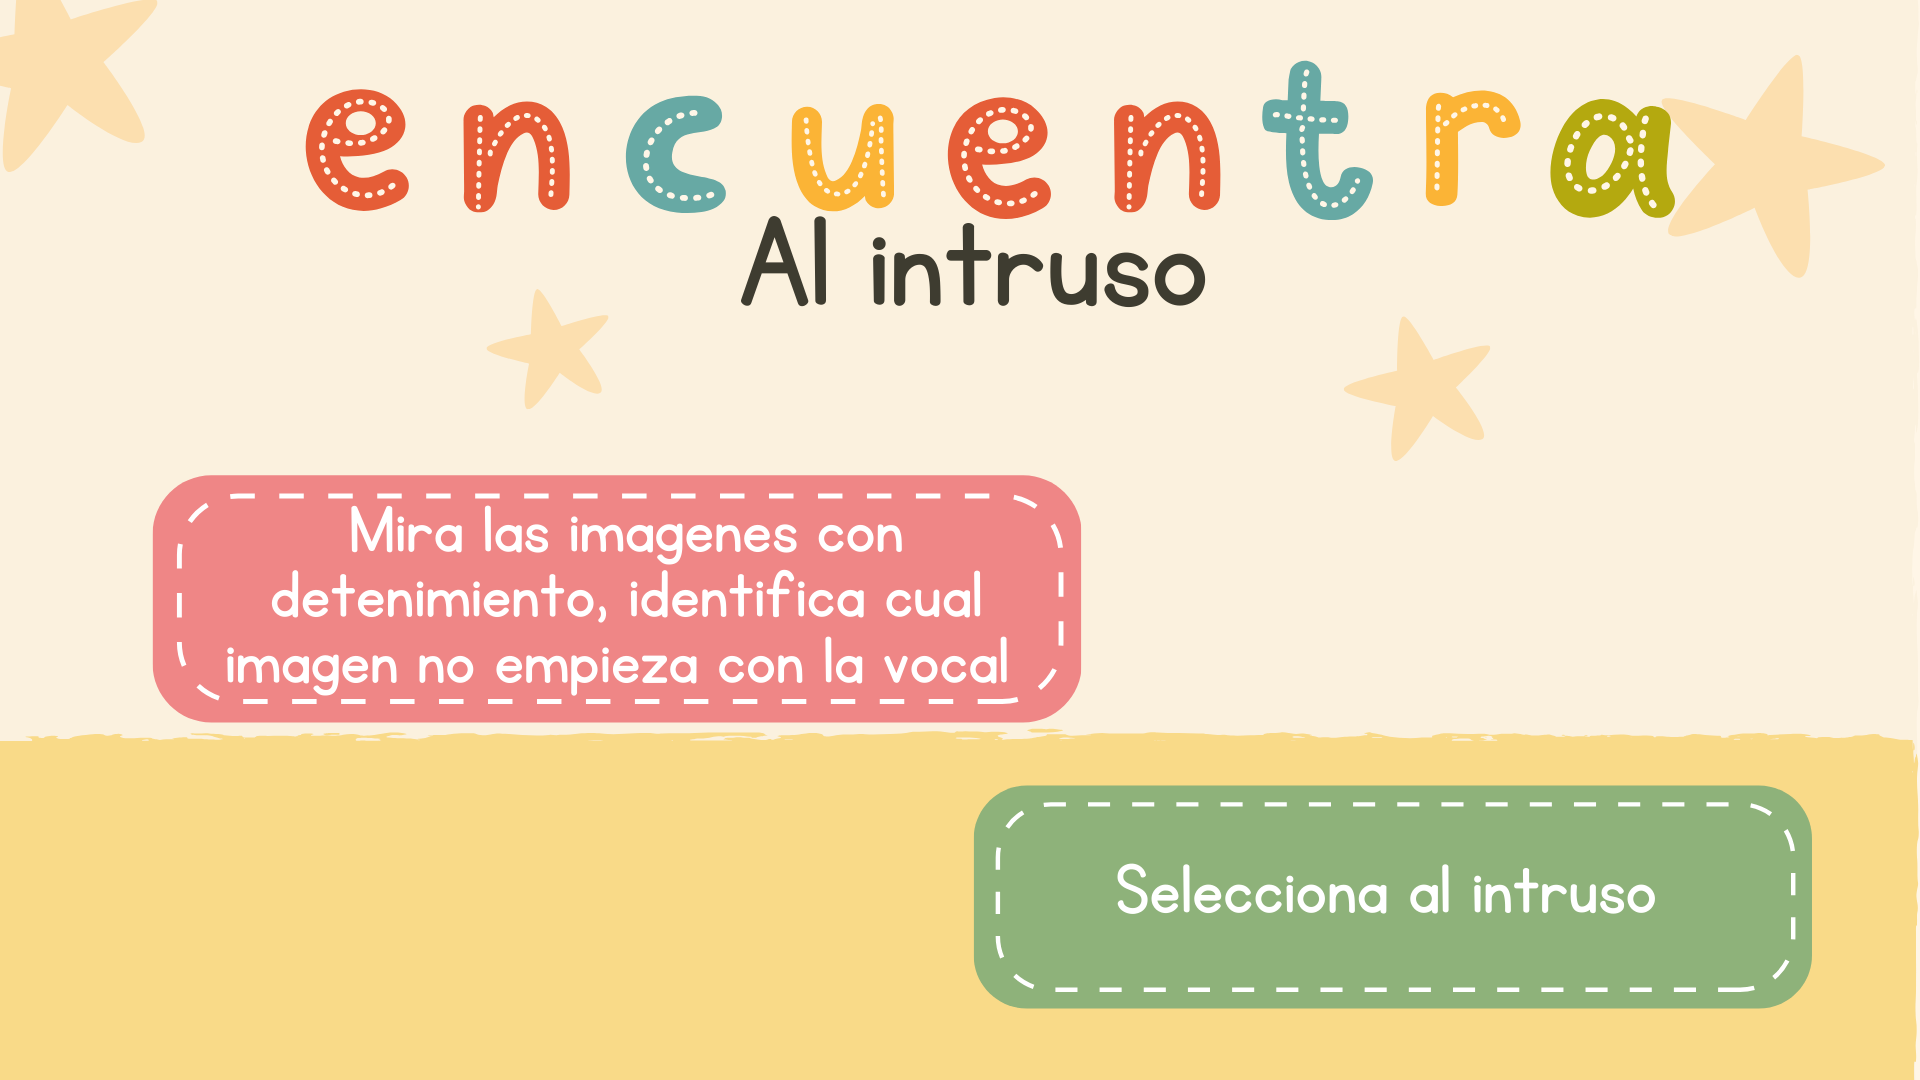 encuentra
Al intruso
Mira las imagenes con
detenimiento, identifica cual
imagen no empieza con la vocal
Selecciona al intruso